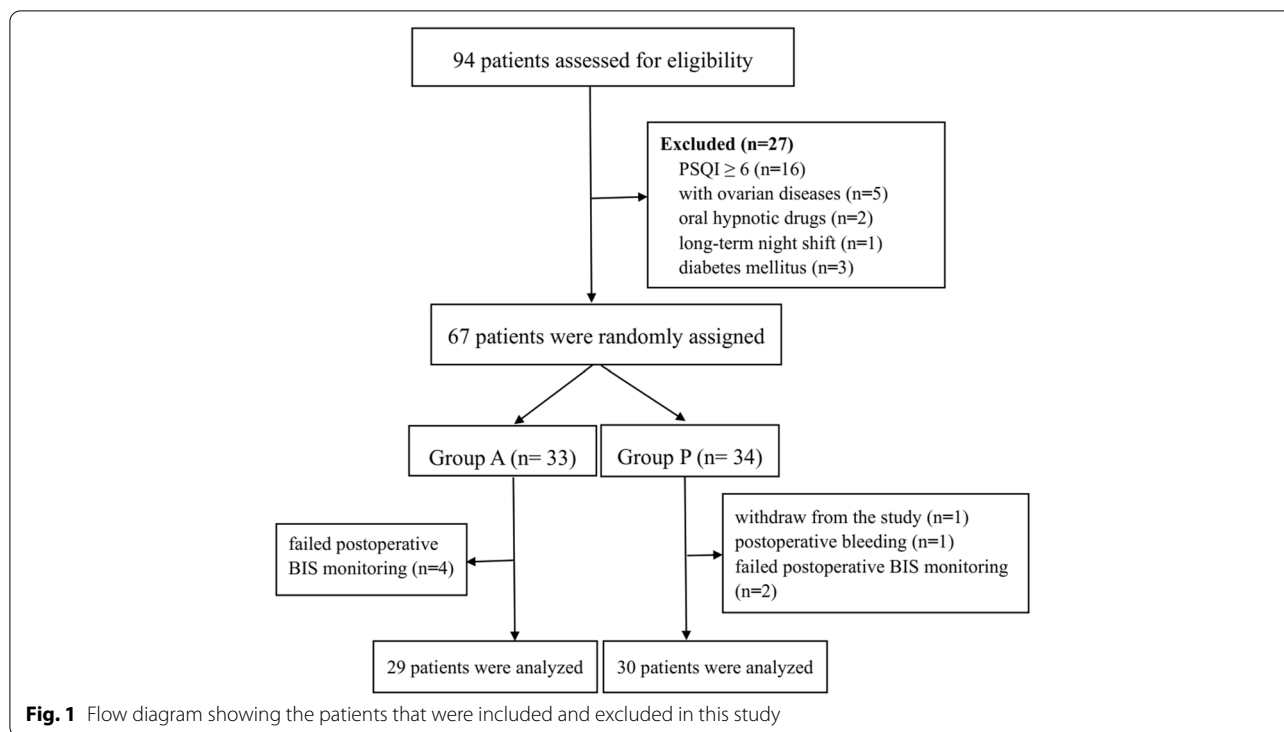 94 patients assessed for eligibility
Excluded (n=27)
PSQI ≥ 6 (n=16)
with ovarian diseases (n=5)
oral hypnotic drugs (n=2)
long-term night shift (n=1)
diabetes mellitus (n=3)
67 patients were randomly assigned
Group A (n= 33)
Group P (n= 34)
failed postoperative
BIS monitoring (n=4)
withdraw from the study (n=1)
postoperative bleeding (n=1)
failed postoperative BIS monitoring
(n=2)
29 patients were analyzed
30 patients were analyzed
Fig. 1 Flow diagram showing the patients that were included and excluded in this study